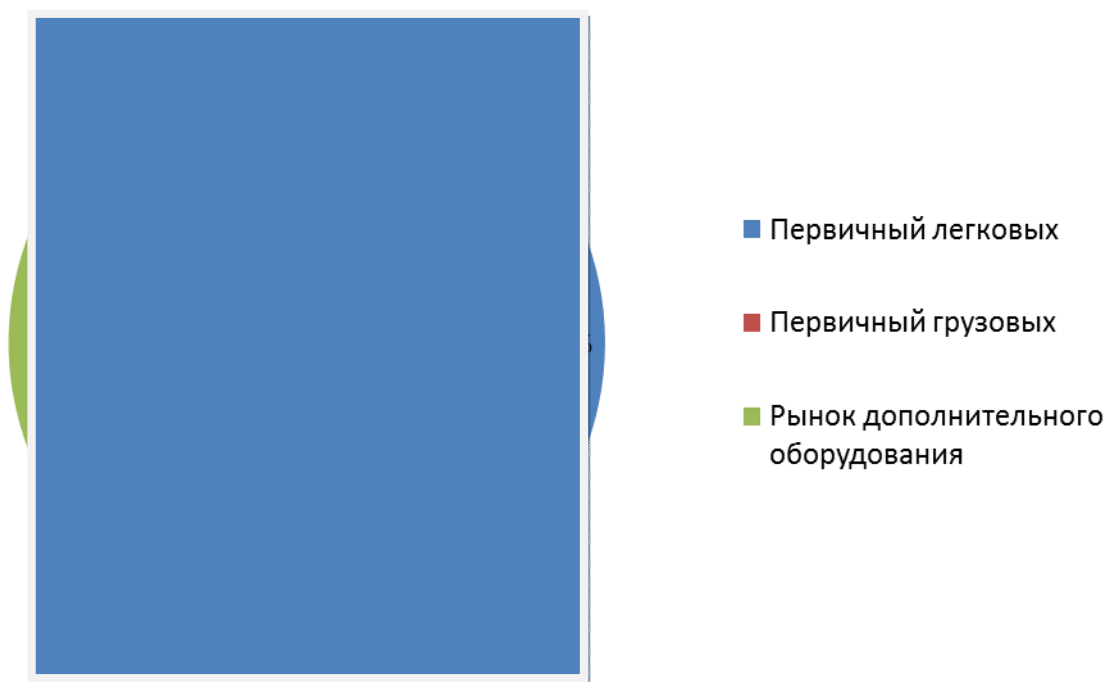 Первичный легковых
Первичный грузовых
Рынок дополнительного
оборудования